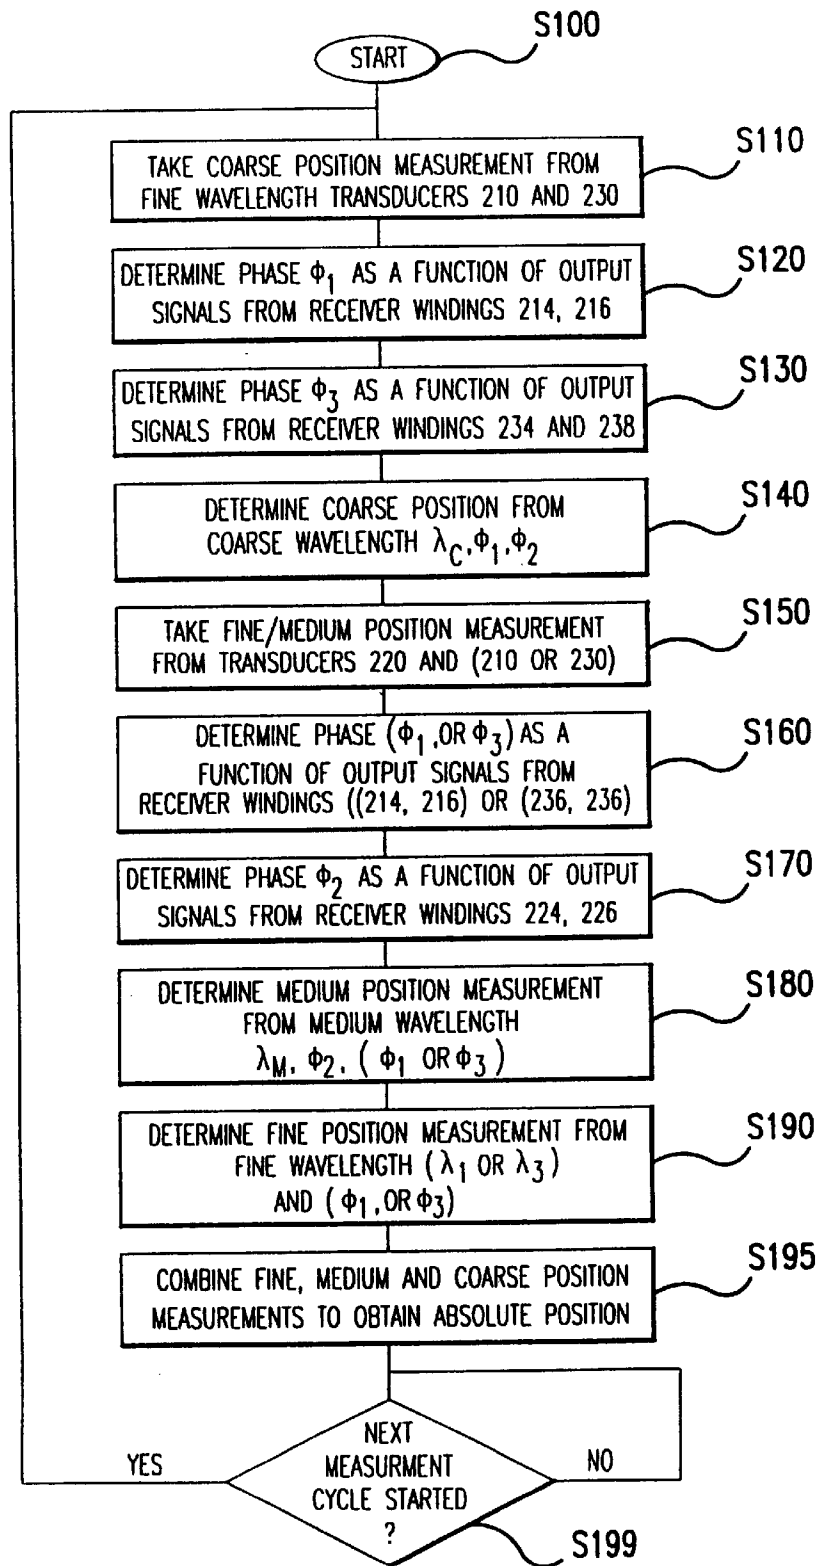 START
S100
TAKE COARSE POSITION MEASUREMENT FROM
FINE WAVELENGTH TRANSDUCERS 210 AND 230
S110
DETERMINE PHASE Φ1 AS A FUNCTION OF OUTPUT
SIGNALS FROM RECEIVER WINDINGS 214, 216
S120
DETERMINE PHASE Φ3 AS A FUNCTION OF OUTPUT
SIGNALS FROM RECEIVER WINDINGS 234 AND 238
S130
DETERMINE COARSE POSITION FROM
COARSE WAVELENGTH λC,Φ1,Φ2
S140
TAKE FINE/MEDIUM POSITION MEASUREMENT
FROM TRANSDUCERS 220 AND (210 OR 230)
S150
DETERMINE PHASE (Φ1,OR Φ3) AS A
FUNCTION OF OUTPUT SIGNALS FROM
RECEIVER WINDINGS ((214, 216) OR (236, 236)
S160
DETERMINE PHASE Φ2 AS A FUNCTION OF OUTPUT
SIGNALS FROM RECEIVER WINDINGS 224, 226
S170
DETERMINE MEDIUM POSITION MEASUREMENT
FROM MEDIUM WAVELENGTH
λM, Φ2, (Φ1 OR Φ3)
S180
DETERMINE FINE POSITION MEASUREMENT FROM
FINE WAVELENGTH (λ1 OR λ3)
AND (Φ1,OR Φ3)
S190
COMBINE FINE, MEDIUM AND COARSE POSITION
MEASUREMENTS TO OBTAIN ABSOLUTE POSITION
S195
YES
NEXT
MEASURMENT
CYCLE STARTED
?
NO
S199